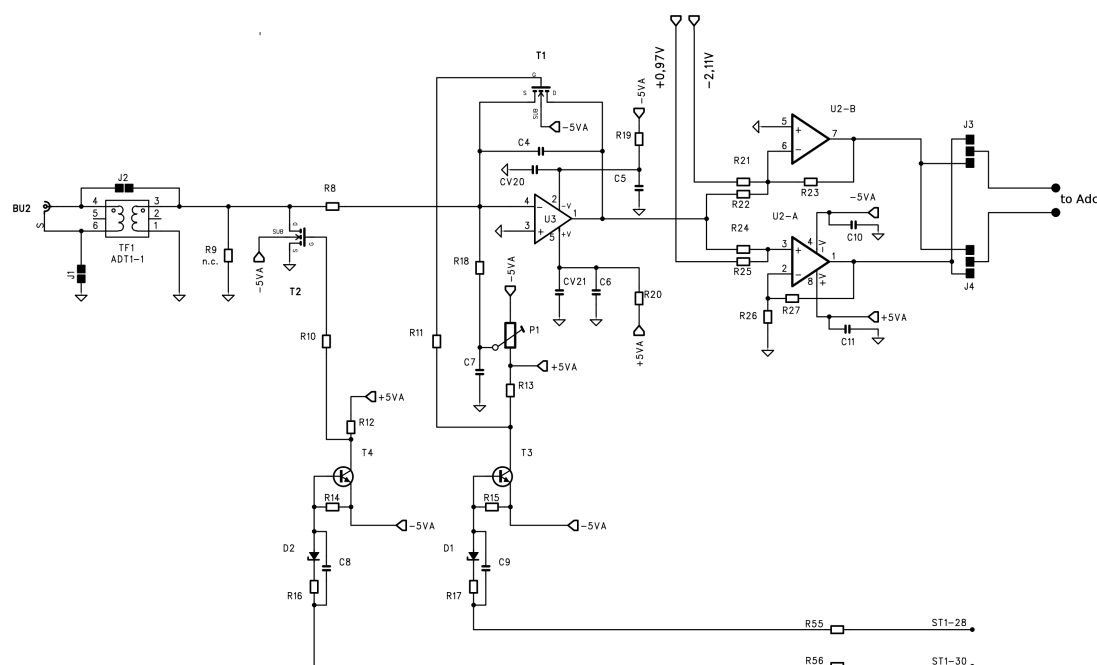 T1
G
S
D
SUB
-5VA
+0,97V
-2,11V
-5VA
R19
C4
CV20
C5
U2-B
5
+
6
-
7
R21
R22
R23
J3
to Adc
J4
J2
BU2
S
4
5
6
3
2
1
TF1
ADT1-1
J1
R8
R9
n.c.
D
SUB
G
S
-5VA
T2
4
-
3
+
U3
1
2
-V
5
+V
U2-A
-5VA
R24
R25
3
+
2
-
4
-V
8
+V
1
C10
R26
R27
+5VA
C11
R18
-5VA
CV21
C6
R20
+5VA
R10
R11
P1
C7
+5VA
R13
+5VA
R12
T4
T3
R14
R15
-5VA
-5VA
D2
C8
D1
C9
R16
R17
R55
ST1-28
R56
ST1-30